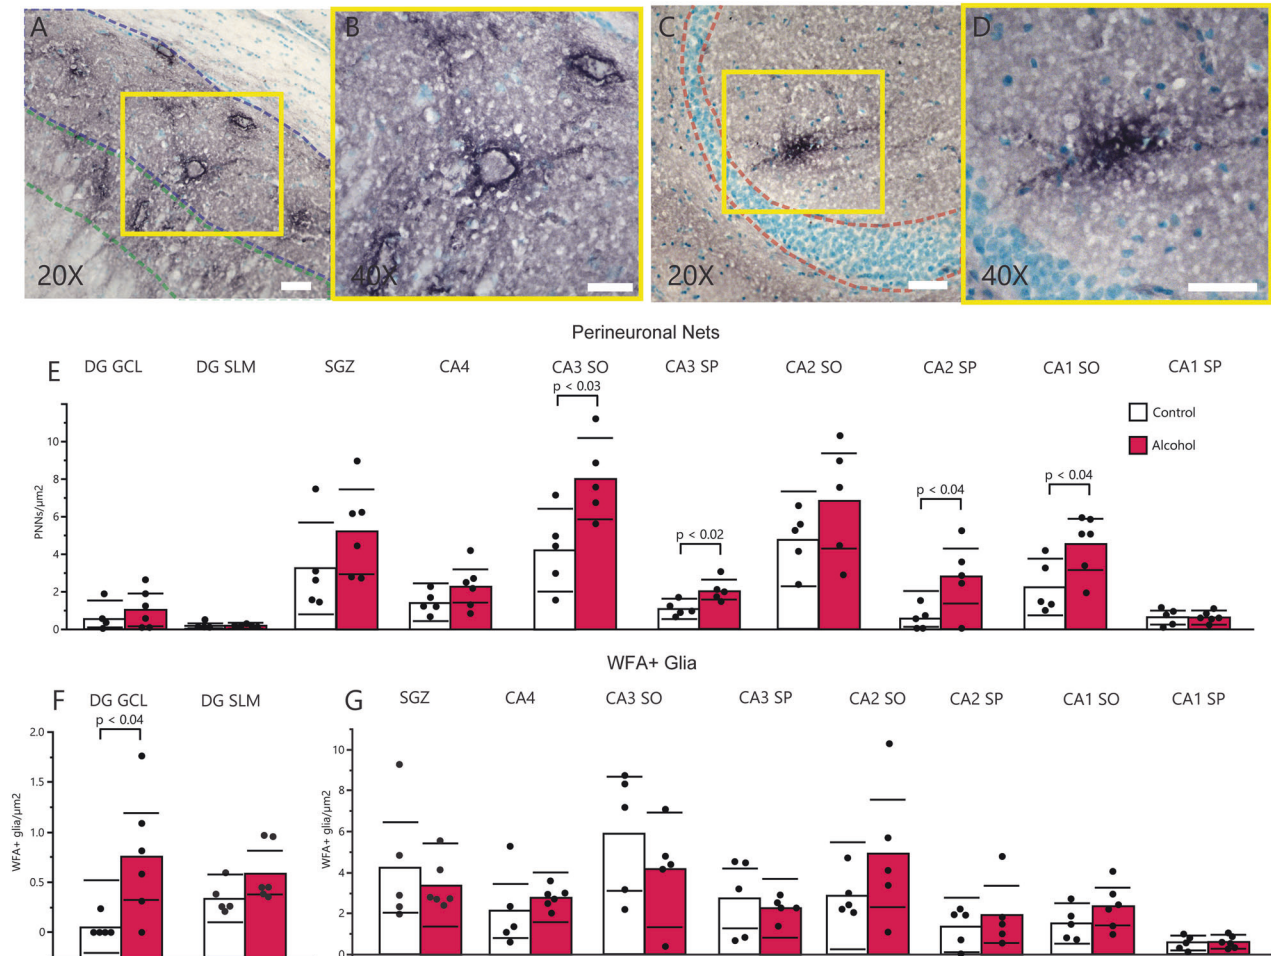 A B C D
20X 40X 20X 40X
Perineuronal Nets
E DG GCL DG SLM SGZ CA4 CA3 SO CA3 SP CA2 SO CA2 SP CA1 SO CA1 SP
p < 0.03
p < 0.02
p < 0.04
p < 0.04
Control
Alcohol
PNNs/μm2
10
8
6
4
2
0
WFA+ Glia
F DG GCL DG SLM
p < 0.04
WFA+ glia/μm2
2.0
1.5
1.0
0.5
0
G SGZ CA4 CA3 SO CA3 SP CA2 SO CA2 SP CA1 SO CA1 SP
WFA+ glia/μm2
10
8
6
4
2
0